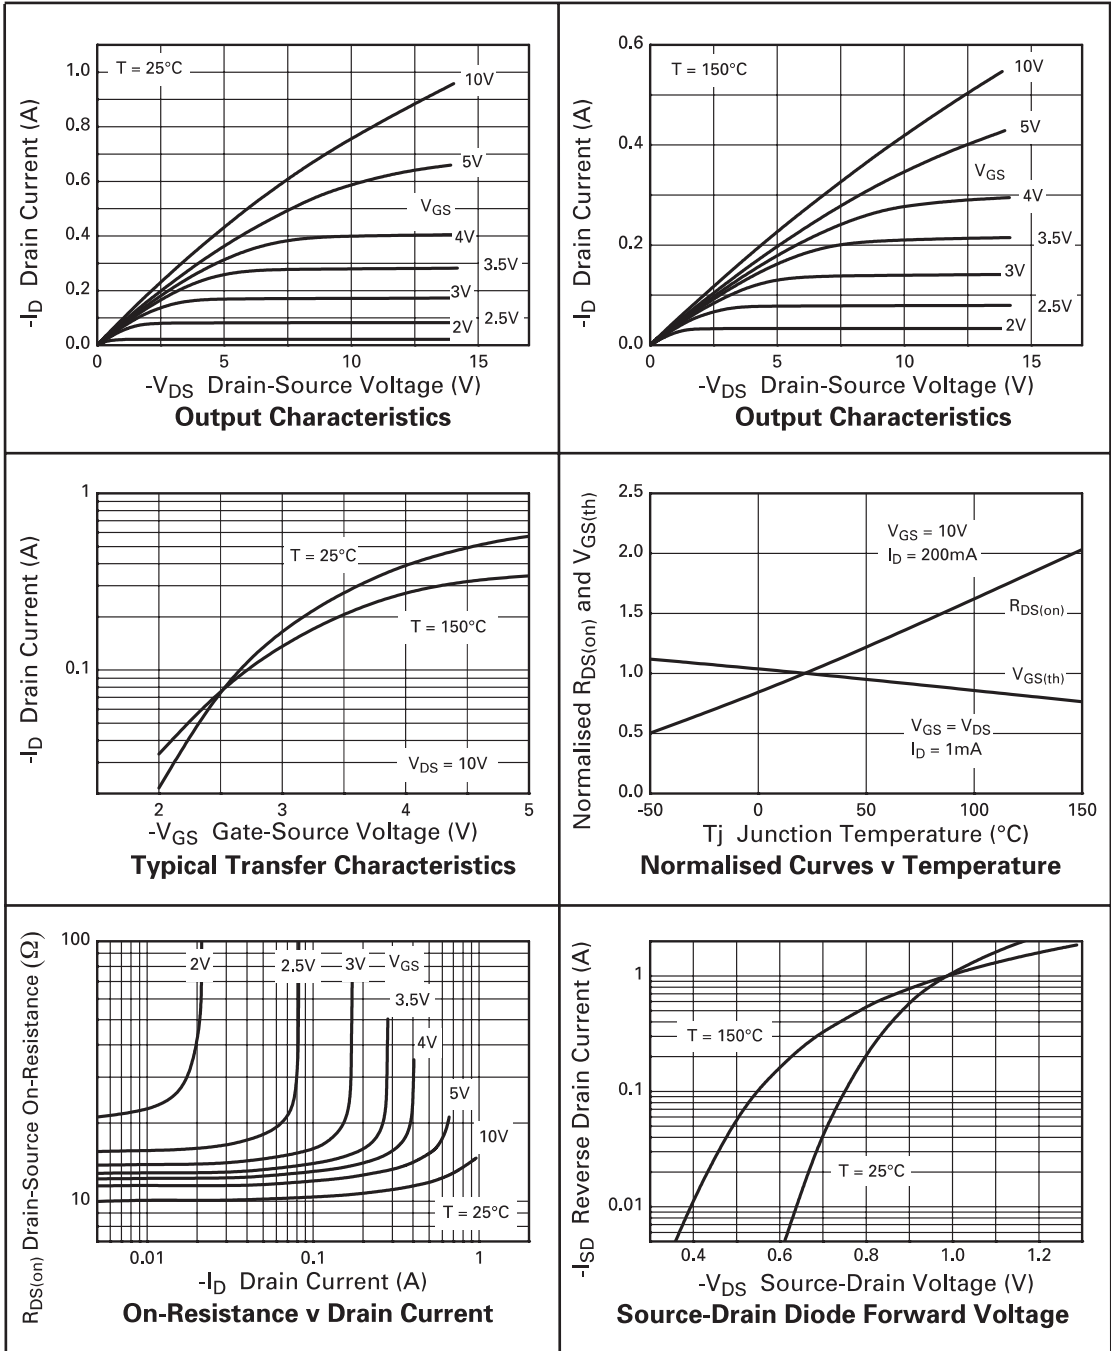 1.0
0.8
0.6
0.4
0.2
0.0
0
5
10
15
T = 25°C
10V
5V
VGS
4V
3.5V
3V
2.5V
2V
-ID Drain Current (A)
-VDS Drain-Source Voltage (V)
Output Characteristics
0.6
0.4
0.2
0.0
0
5
10
15
T = 150°C
10V
5V
VGS
4V
3.5V
3V
2.5V
2V
-ID Drain Current (A)
-VDS Drain-Source Voltage (V)
Output Characteristics
1
0.1
2
3
4
5
T = 25°C
T = 150°C
VDS = 10V
-ID Drain Current (A)
-VGS Gate-Source Voltage (V)
Typical Transfer Characteristics
2.5
2.0
1.5
1.0
0.5
0.0
-50
0
50
100
150
VGS = 10V
ID = 200mA
RDS(on)
VGS(th)
VGS = VDS
ID = 1mA
Normalised RDS(on) and VGS(th)
Tj Junction Temperature (°C)
Normalised Curves v Temperature
100
10
0.01
0.1
1
2V
2.5V
3V
VGS
3.5V
4V
5V
10V
T = 25°C
RDS(on) Drain-Source On-Resistance (Ω)
-ID Drain Current (A)
On-Resistance v Drain Current
1
0.1
0.01
0.4
0.6
0.8
1.0
1.2
T = 150°C
T = 25°C
-ISD Reverse Drain Current (A)
-VDS Source-Drain Voltage (V)
Source-Drain Diode Forward Voltage